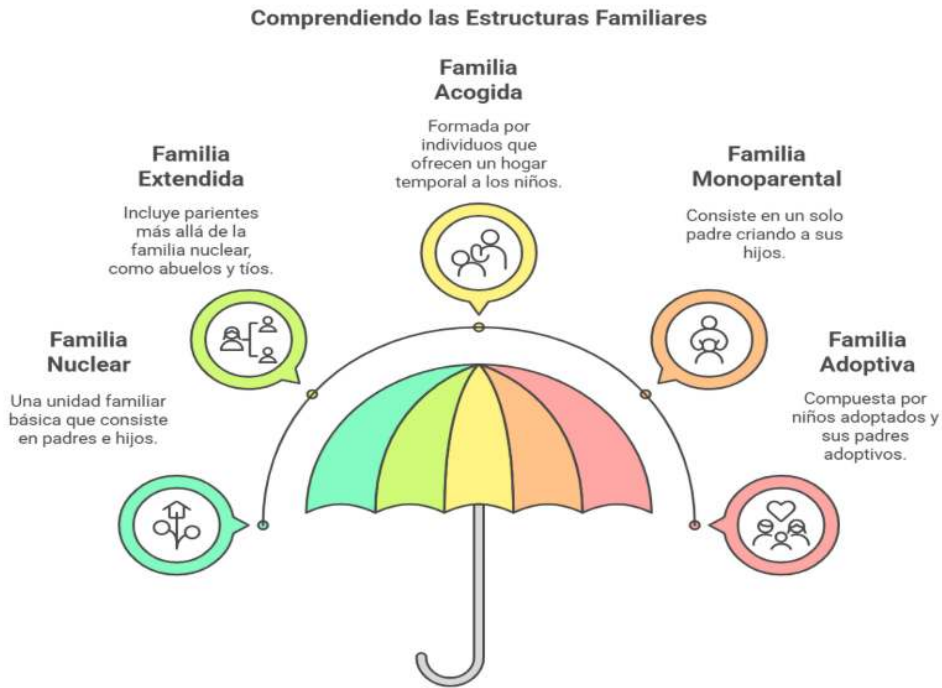 Comprendiendo las Estructuras Familiares
Familia
Acogida
Formada por
individuos que
ofrecen un hogar
temporal a los niños.
Familia
Extendida
Incluye parientes
más allá de la
familia nuclear,
como abuelos y tíos.
Familia
Monoparental
Consiste en un solo
padre criando a sus
hijos.
Familia
Nuclear
Una unidad familiar
básica que consiste
en padres e hijos.
Familia
Adoptiva
Compuesta por
niños adoptados y
sus padres
adoptivos.